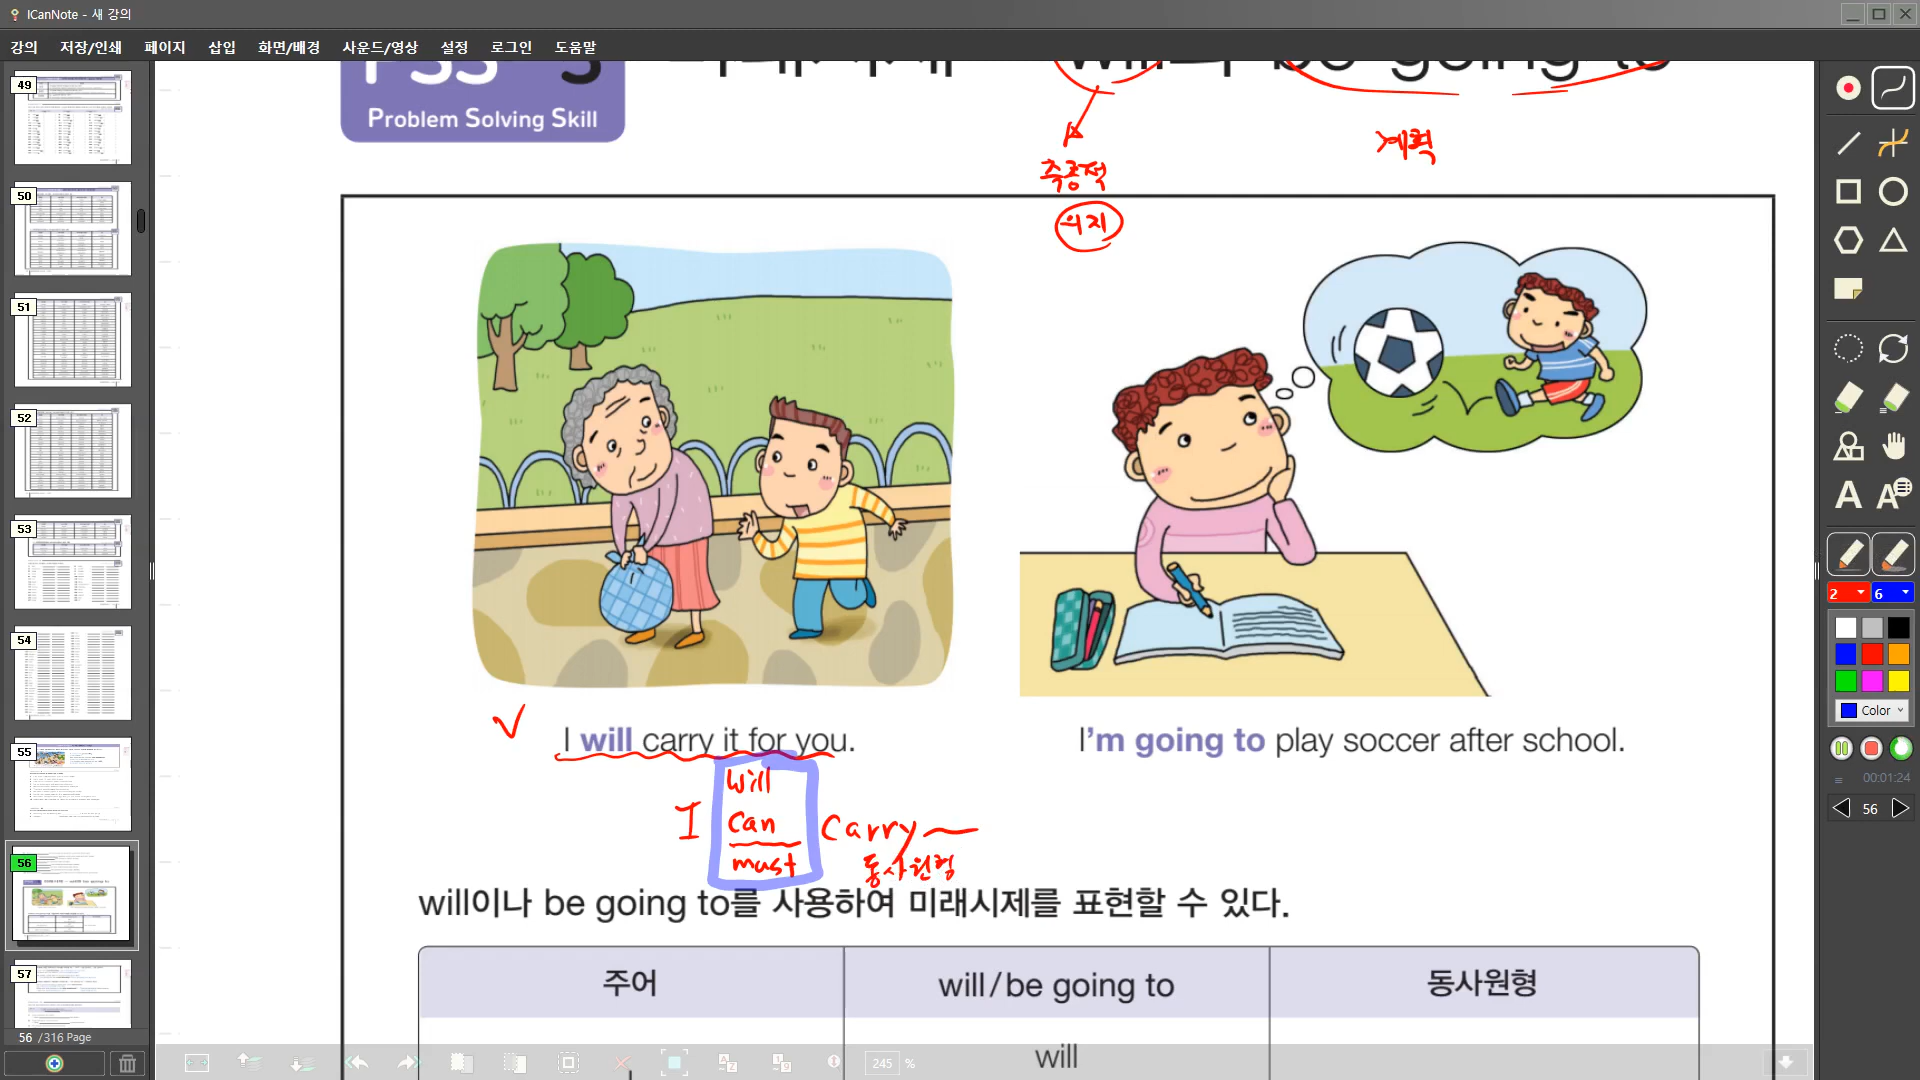 ICanNote - 새 강의
강의 저장/인쇄 페이지 삽입 화면/배경 사운드/영상 설정 로그인 도움말
Problem Solving Skill
be going to
즉흥적
의지
계획
I will carry it for you.
I'm going to play soccer after school.
will
I can carry
must
동사원형
will이나 be going to를 사용하여 미래시제를 표현할 수 있다.
주어 will/be going to 동사원형
will
49
50
51
52
53
54
55
56
57
56 /316 Page
245 %
2 6
Color
00:01:24
56